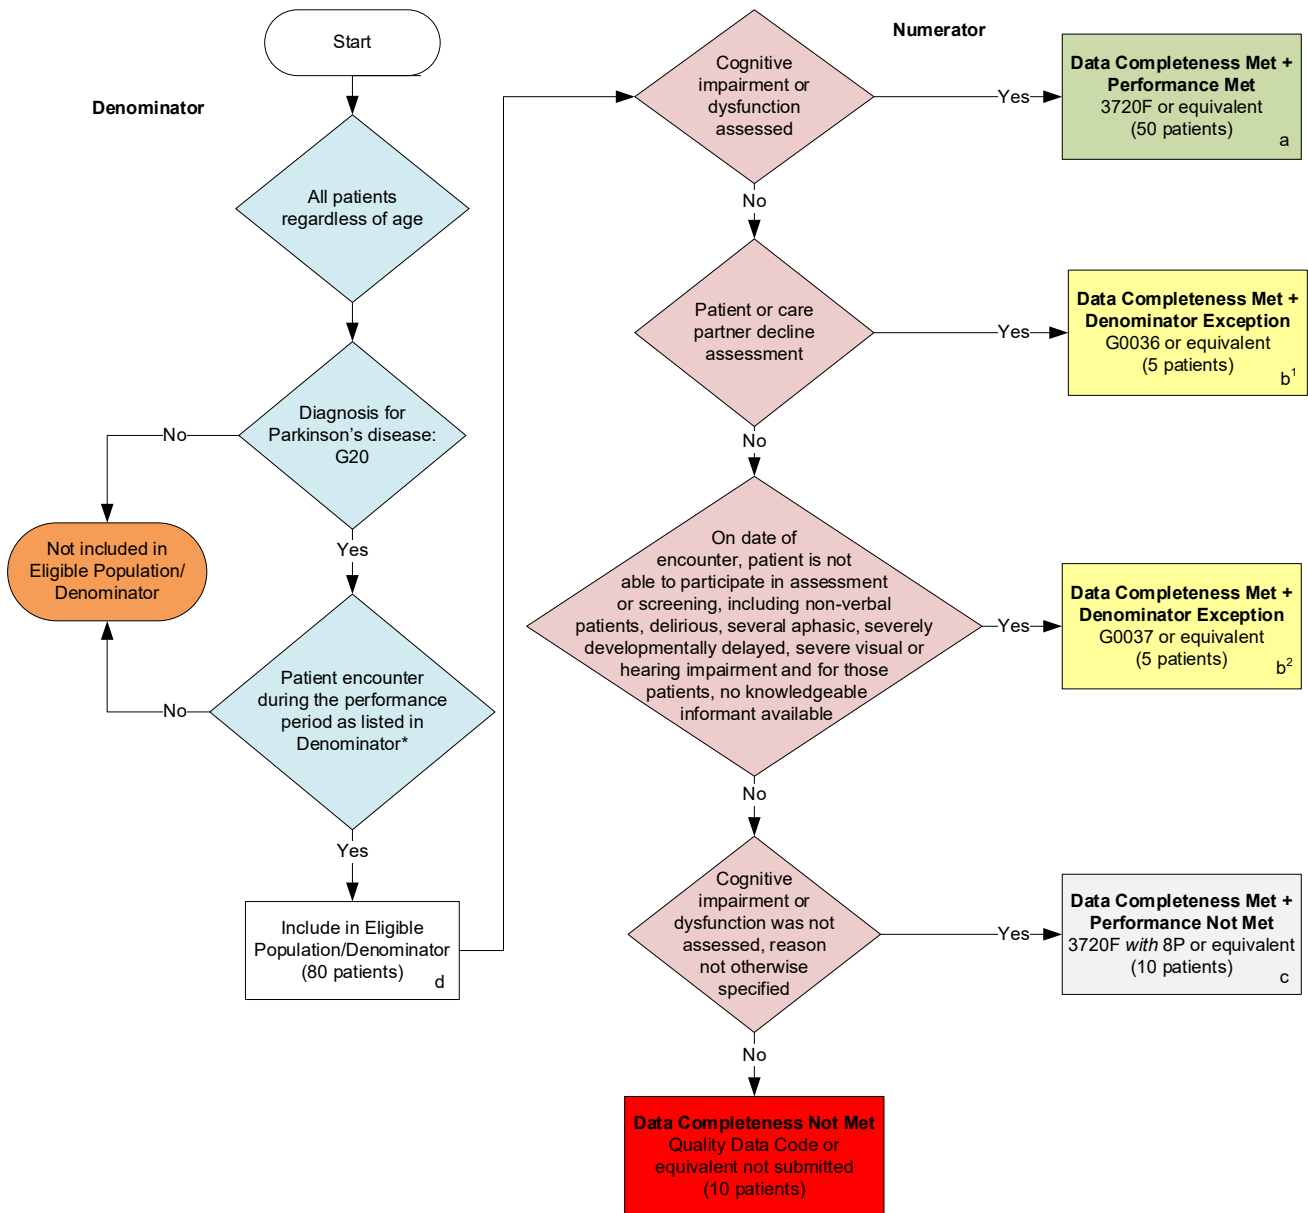 Start
Denominator
All patients
regardless of age
Diagnosis for
Parkinson's disease:
G20
No
Yes
Not included in
Eligible Population/
Denominator
Patient encounter
during the performance
period as listed in
Denominator*
No
Yes
Include in Eligible
Population/Denominator
(80 patients)
d
Numerator
Cognitive
impairment or
dysfunction
assessed
Yes
Data Completeness Met +
Performance Met
3720F or equivalent
(50 patients)
a
No
Patient or care
partner decline
assessment
Yes
Data Completeness Met +
Denominator Exception
G0036 or equivalent
(5 patients)
b¹
No
On date of
encounter, patient is not
able to participate in assessment
or screening, including non-verbal
patients, delirious, several aphasic, severely
developmentally delayed, severe visual or
hearing impairment and for those
patients, no knowledgeable
informant available
Yes
Data Completeness Met +
Denominator Exception
G0037 or equivalent
(5 patients)
b²
No
Cognitive
impairment or
dysfunction was not
assessed, reason
not otherwise
specified
Yes
Data Completeness Met +
Performance Not Met
3720F with 8P or equivalent
(10 patients)
c
No
Data Completeness Not Met
Quality Data Code or
equivalent not submitted
(10 patients)